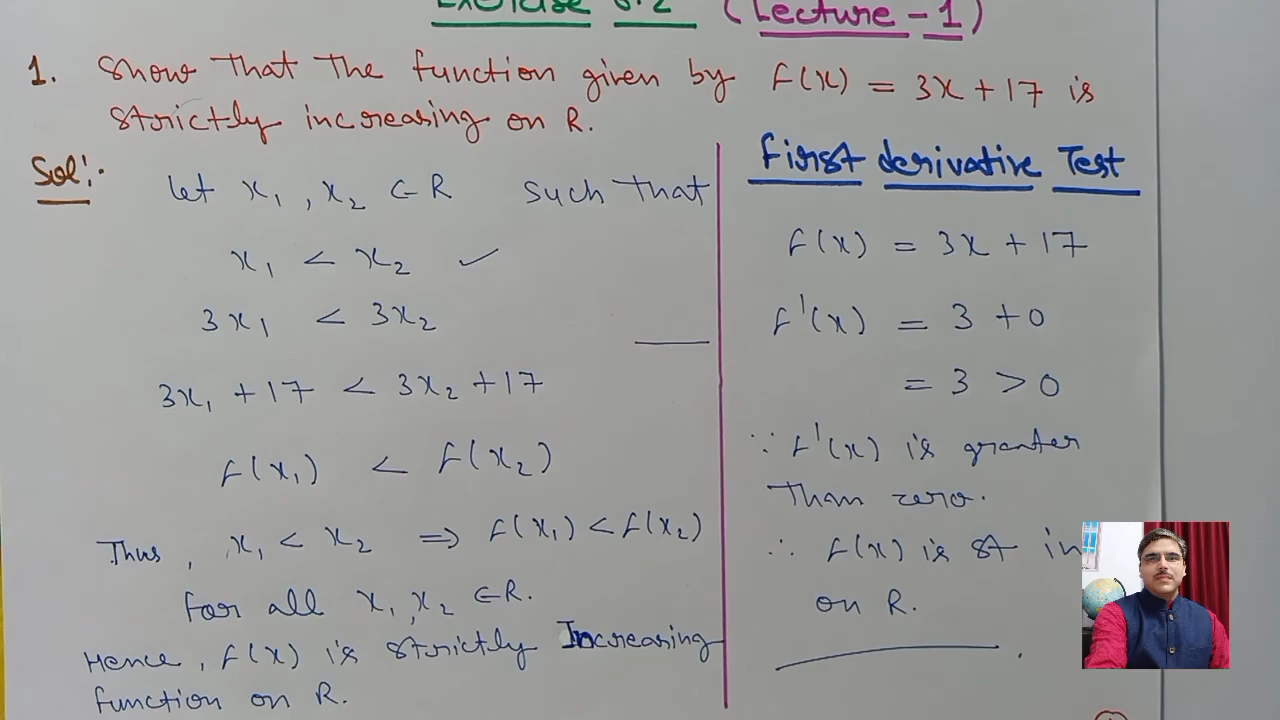 Exercise 6.2 (Lecture - 1)
1. Show that the function given by f(x) = 3x + 17 is
strictly increasing on R.
Sol!:-
Let x₁, x₂ ∈ R such that
x₁ < x₂ ✓
3x₁ < 3x₂
3x₁ + 17 < 3x₂ + 17
f(x₁) < f(x₂)
Thus, x₁ < x₂ ⇒ f(x₁) < f(x₂)
for all x₁, x₂ ∈ R.
Hence, f(x) is strictly Increasing
function on R.
First derivative Test
f(x) = 3x + 17
f'(x) = 3 + 0
= 3 > 0
∵ f'(x) is greater
than zero.
∴ f(x) is st in
on R.